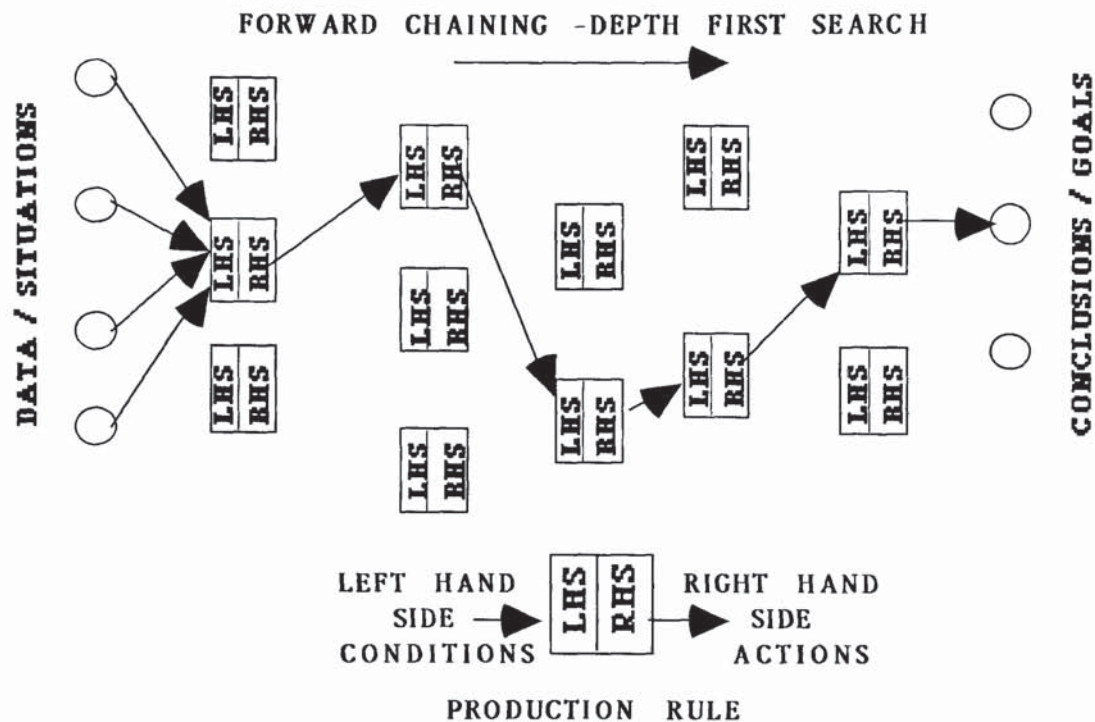 FORWARD CHAINING -DEPTH FIRST SEARCH
DATA / SITUATIONS
LHS
RHS
LHS
RHS
LHS
RHS
LHS
RHS
LHS
RHS
LHS
RHS
LHS
RHS
LHS
RHS
LHS
RHS
LHS
RHS
LHS
RHS
LHS
RHS
CONCLUSIONS / GOALS
LEFT HAND
SIDE
CONDITIONS
LHS
RHS
RIGHT HAND
SIDE
ACTIONS
PRODUCTION RULE